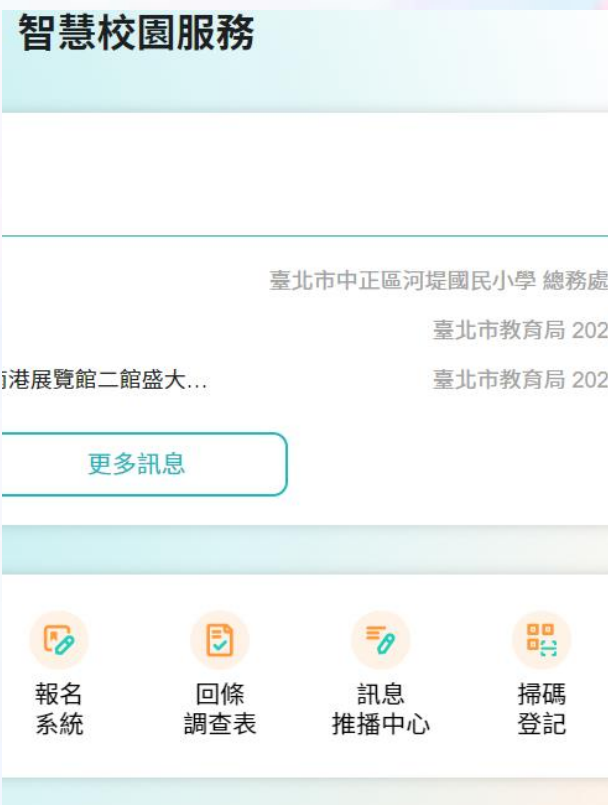 智慧校園服務
臺北市中正區河堤國民小學 總務處
臺北市教育局 202
港展覽館二館盛大...
臺北市教育局 202
更多訊息
報名
系統
回條
調查表
訊息
推播中心
掃碼
登記